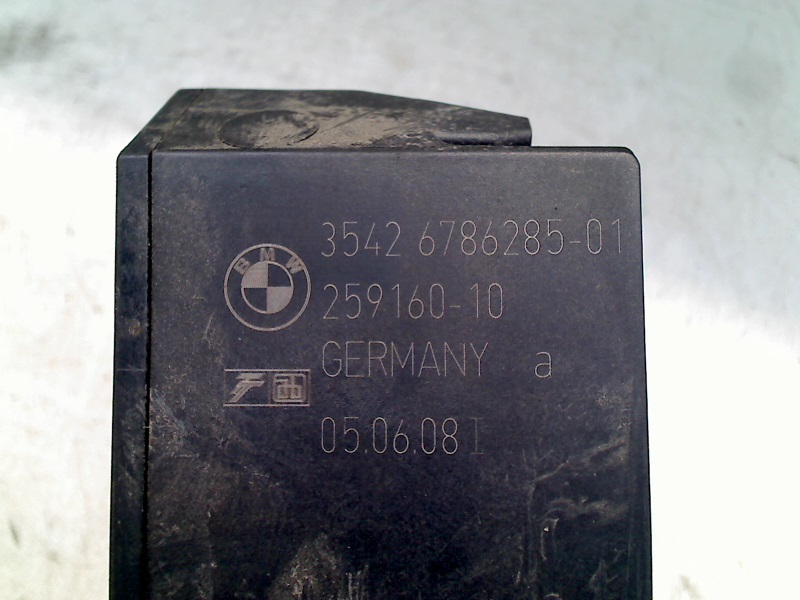 3542 6786285-01
BMW
259160-10
GERMANY a
05.06.08 I